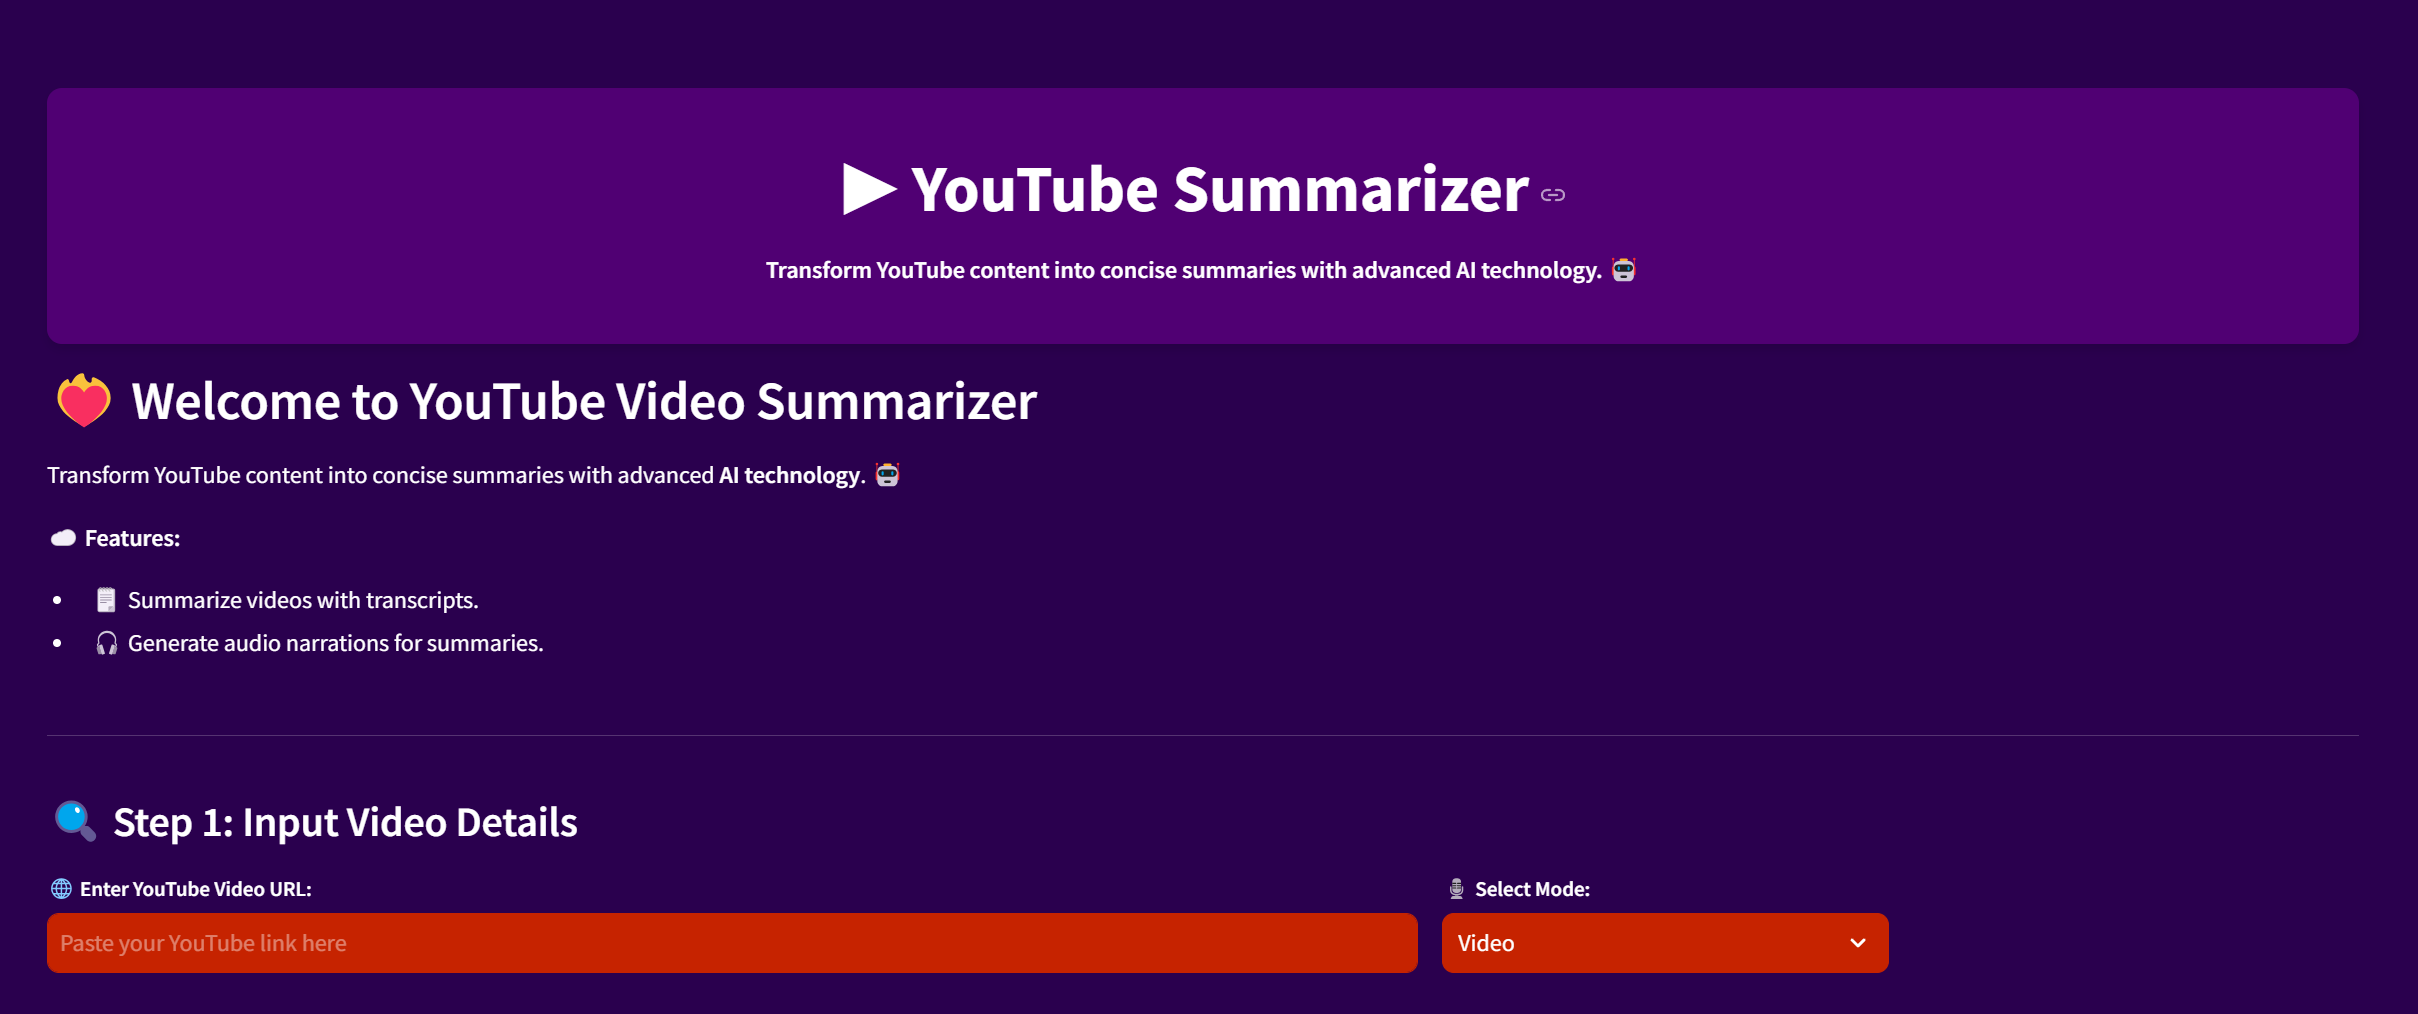 ▶ YouTube Summarizer
Transform YouTube content into concise summaries with advanced AI technology. 🤖
❤️‍🔥 Welcome to YouTube Video Summarizer
Transform YouTube content into concise summaries with advanced AI technology. 🤖
☁️ Features:
• 🗒️ Summarize videos with transcripts.
• 🎧 Generate audio narrations for summaries.
🔍 Step 1: Input Video Details
🌐 Enter YouTube Video URL:
🎙️ Select Mode:
Paste your YouTube link here
Video